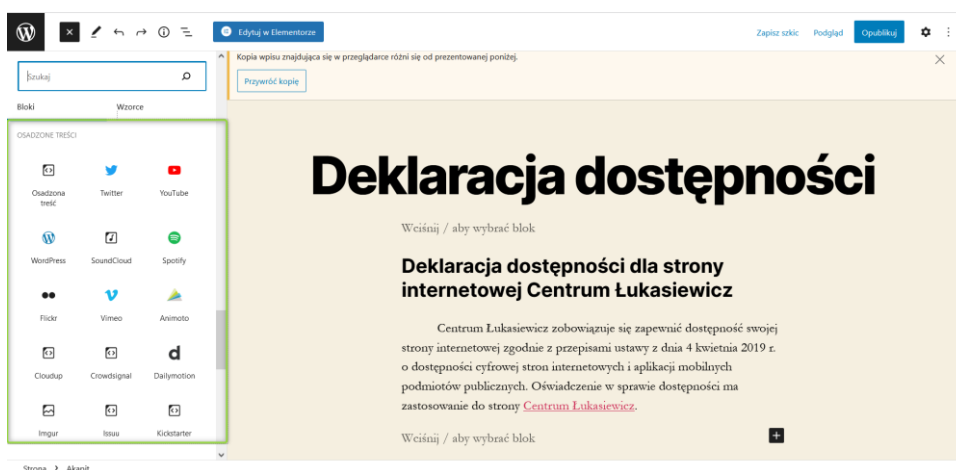 Edytuj w Elementorze
Zapisz szkic
Podgląd
Opublikuj
Szukaj
Bloki
Wzorce
OSADZONE TREŚCI
Osadzona treść
Twitter
YouTube
WordPress
SoundCloud
Spotify
Flickr
Vimeo
Animoto
Cloudup
Crowdsignal
Dailymotion
Imgur
Issuu
Kickstarter
Kopia wpisu znajdująca się w przeglądarce różni się od prezentowanej poniżej.
Przywróć kopię
Deklaracja dostępności
Wciśnij / aby wybrać blok
Deklaracja dostępności dla strony
internetowej Centrum Łukasiewicz
Centrum Łukasiewicz zobowiązuje się zapewnić dostępność swojej
strony internetowej zgodnie z przepisami ustawy z dnia 4 kwietnia 2019 r.
o dostępności cyfrowej stron internetowych i aplikacji mobilnych
podmiotów publicznych. Oświadczenie w sprawie dostępności ma
zastosowanie do strony Centrum Łukasiewicz.
Wciśnij / aby wybrać blok
Strona > Akapit